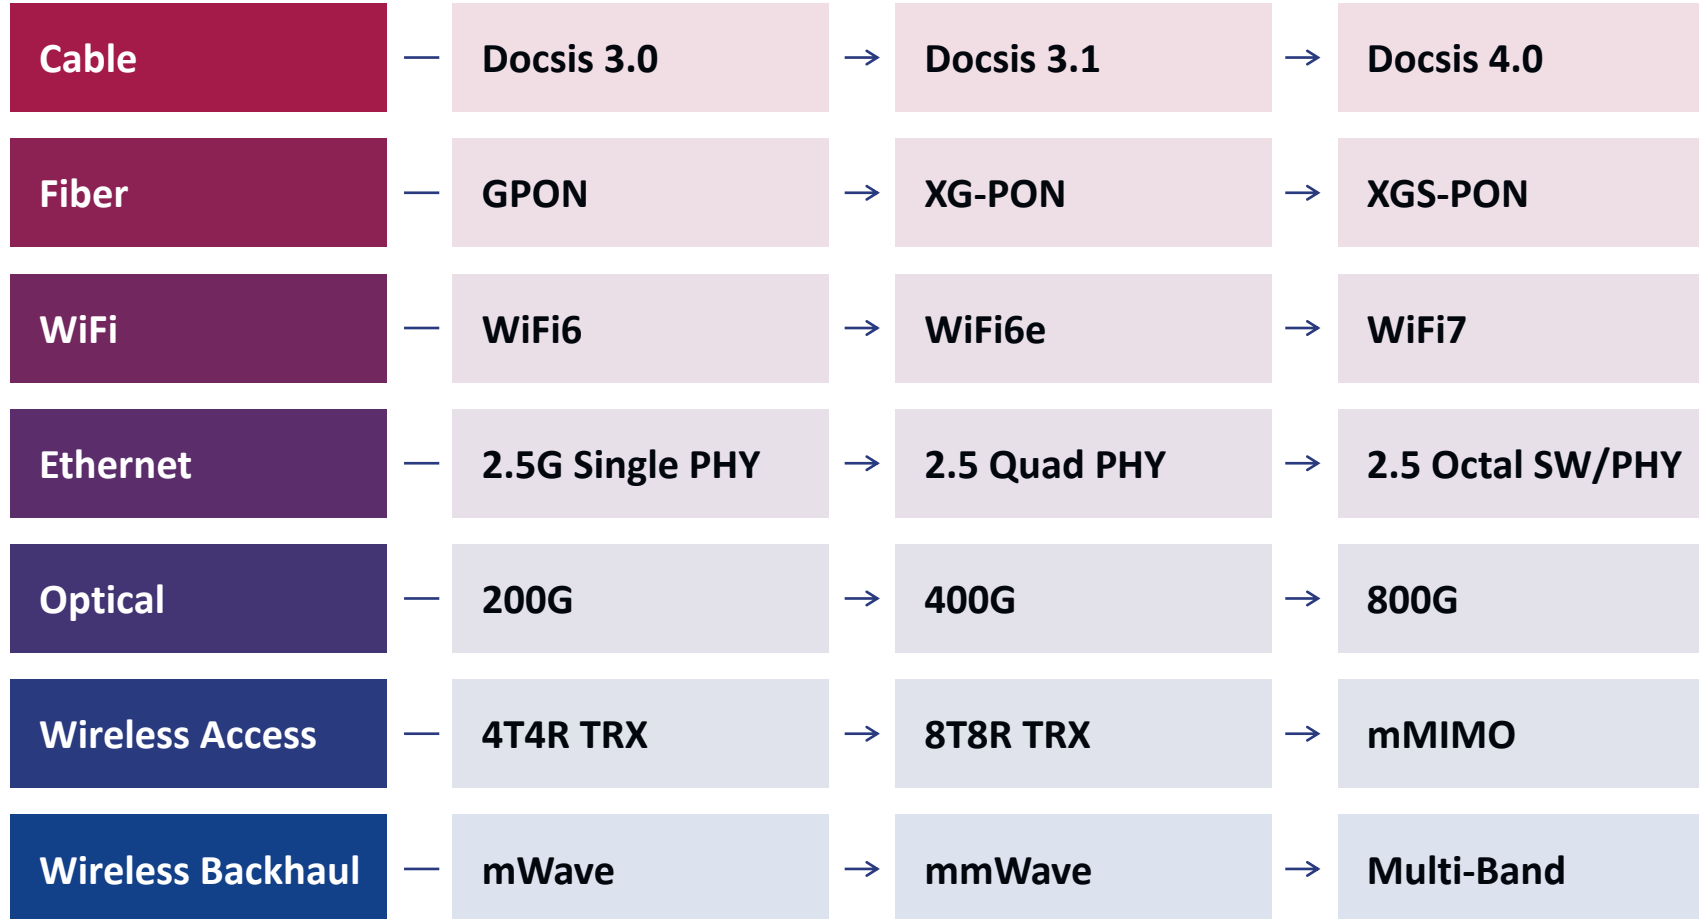 Cable — Docsis 3.0 → Docsis 3.1 → Docsis 4.0
Fiber — GPON → XG-PON → XGS-PON
WiFi — WiFi6 → WiFi6e → WiFi7
Ethernet — 2.5G Single PHY → 2.5 Quad PHY → 2.5 Octal SW/PHY
Optical — 200G → 400G → 800G
Wireless Access — 4T4R TRX → 8T8R TRX → mMIMO
Wireless Backhaul — mWave → mmWave → Multi-Band